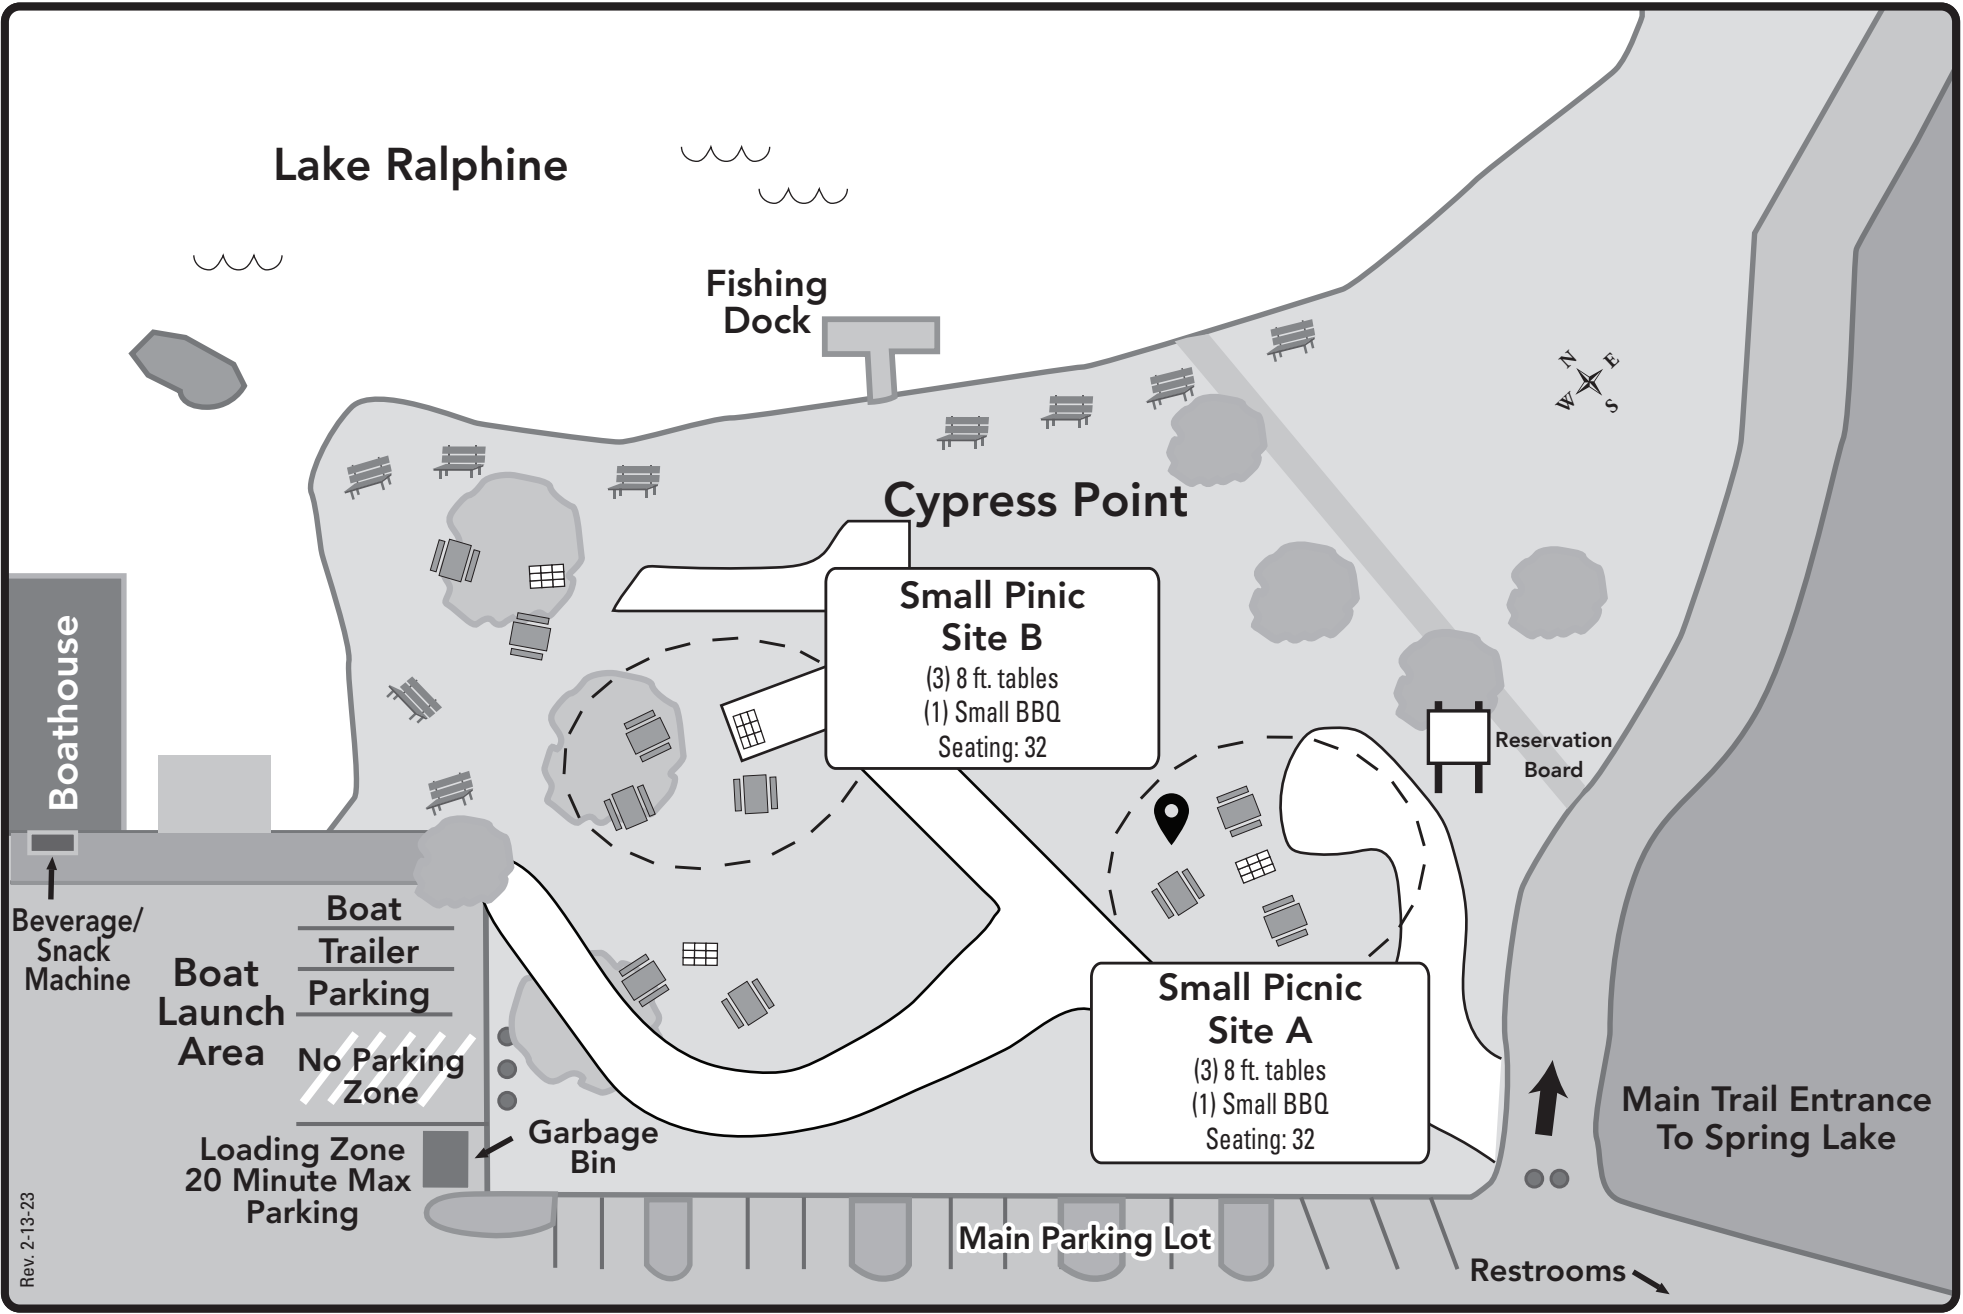 Lake Ralphine
Fishing
Dock
N
E
W
S
Cypress Point
Small Pinic
Site B
(3) 8 ft. tables
(1) Small BBQ
Seating: 32
Boathouse
Reservation
Board
Beverage/
Snack
Machine
Boat
Trailer
Parking
Boat
Launch
Area
No Parking
Zone
Small Picnic
Site A
(3) 8 ft. tables
(1) Small BBQ
Seating: 32
Garbage
Bin
Loading Zone
20 Minute Max
Parking
Main Trail Entrance
To Spring Lake
Main Parking Lot
Restrooms
Rev. 2-13-23